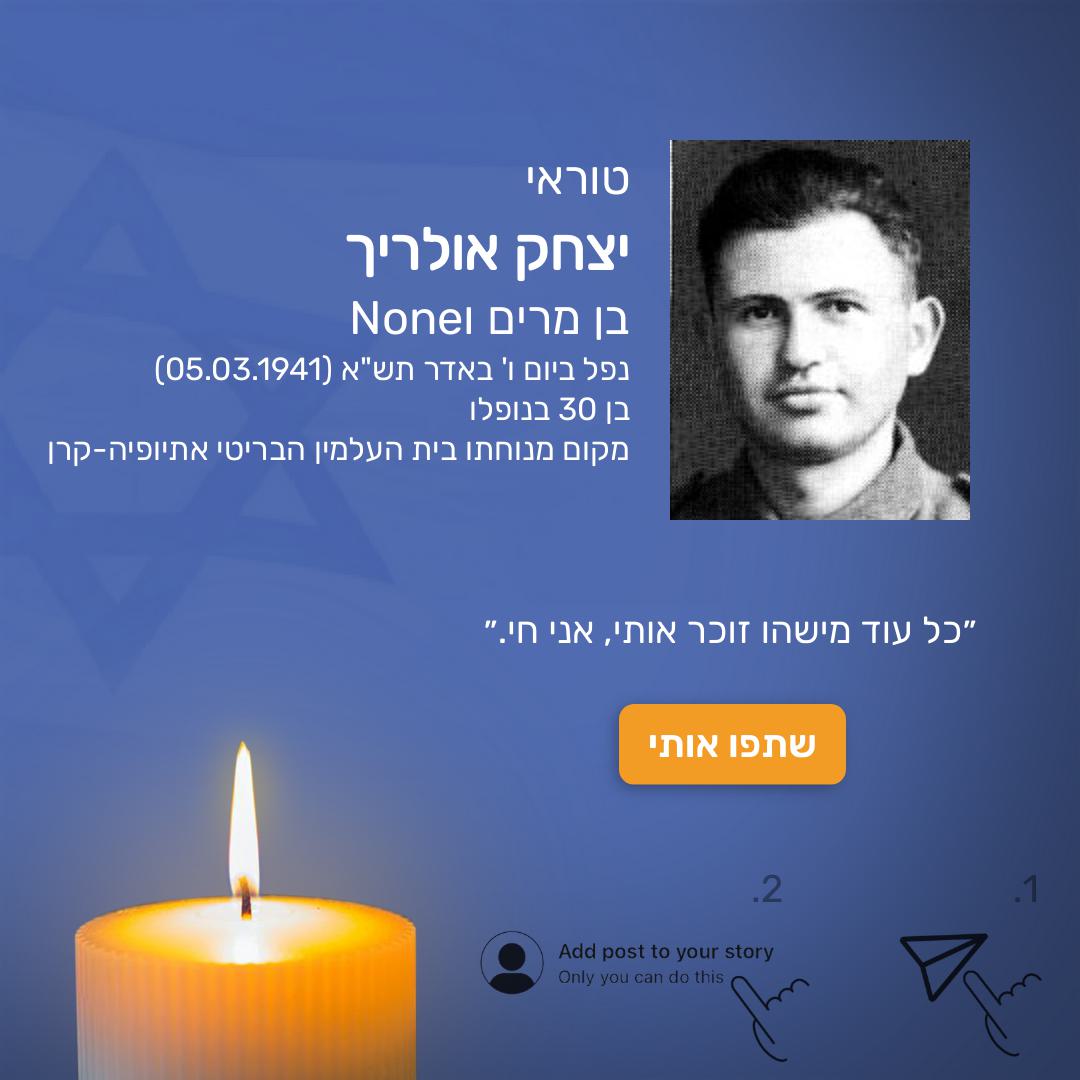 טוראי
יצחק אולריך
בן מרים וNone
נפל ביום ו' באדר תש"א (05.03.1941)
בן 30 בנופלו
מקום מנוחתו בית העלמין הבריטי אתיופיה-קרן
״כל עוד מישהו זוכר אותי, אני חי.״
שתפו אותי
1.
2.
Add post to your story
Only you can do this